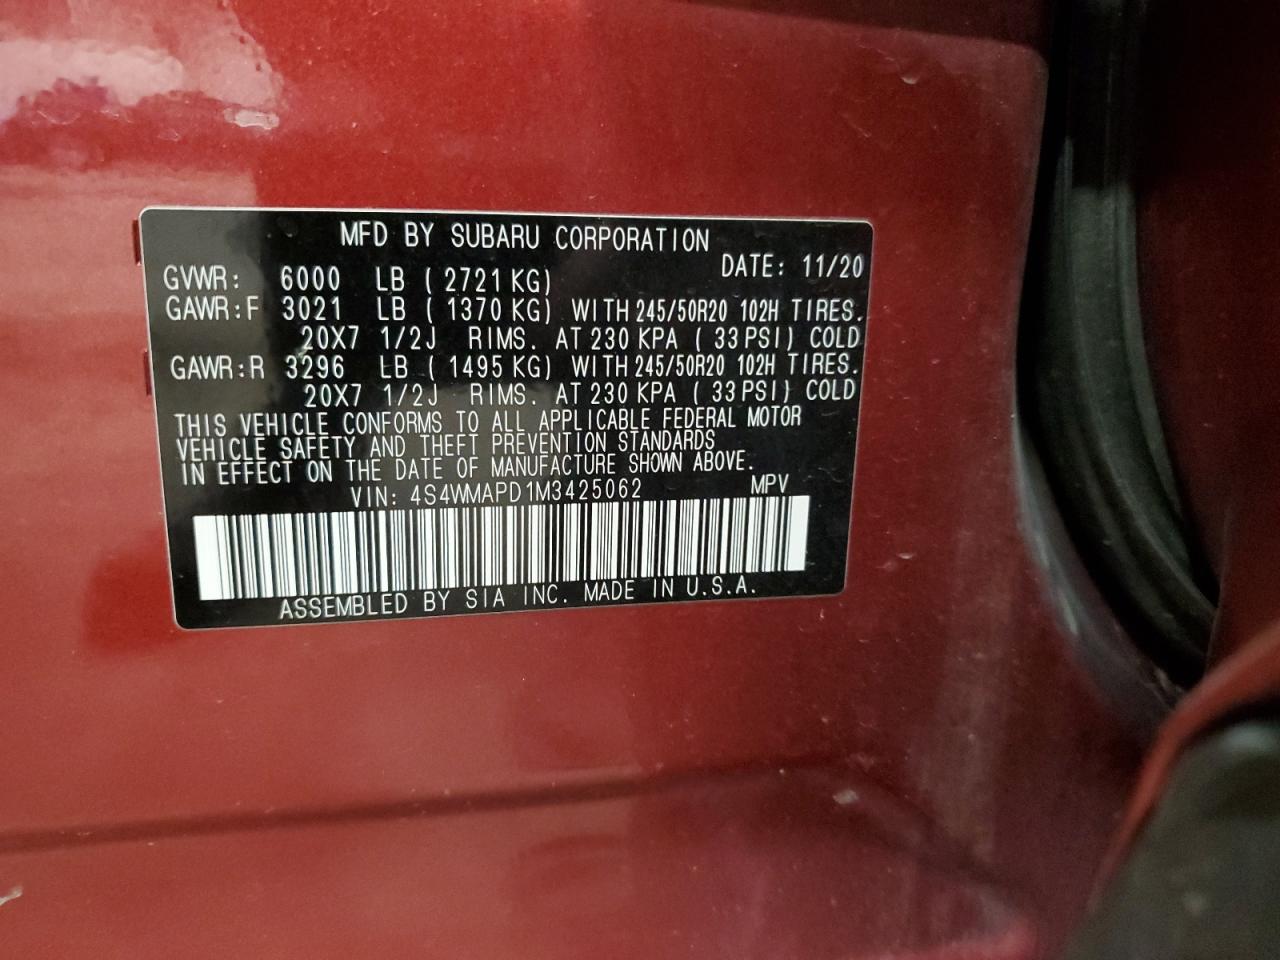 MFD BY SUBARU CORPORATION
DATE: 11/20
GVWR: 6000 LB (2721 KG)
GAWR:F 3021 LB (1370 KG) WITH 245/50R20 102H TIRES.
20X7 1/2J RIMS. AT 230 KPA (33 PSI) COLD
GAWR:R 3296 LB (1495 KG) WITH 245/50R20 102H TIRES.
20X7 1/2J RIMS. AT 230 KPA (33 PSI) COLD
THIS VEHICLE CONFORMS TO ALL APPLICABLE FEDERAL MOTOR
VEHICLE SAFETY AND THEFT PREVENTION STANDARDS
IN EFFECT ON THE DATE OF MANUFACTURE SHOWN ABOVE.
VIN: 4S4WMAPD1M3425062 MPV
ASSEMBLED BY SIA INC. MADE IN U.S.A.